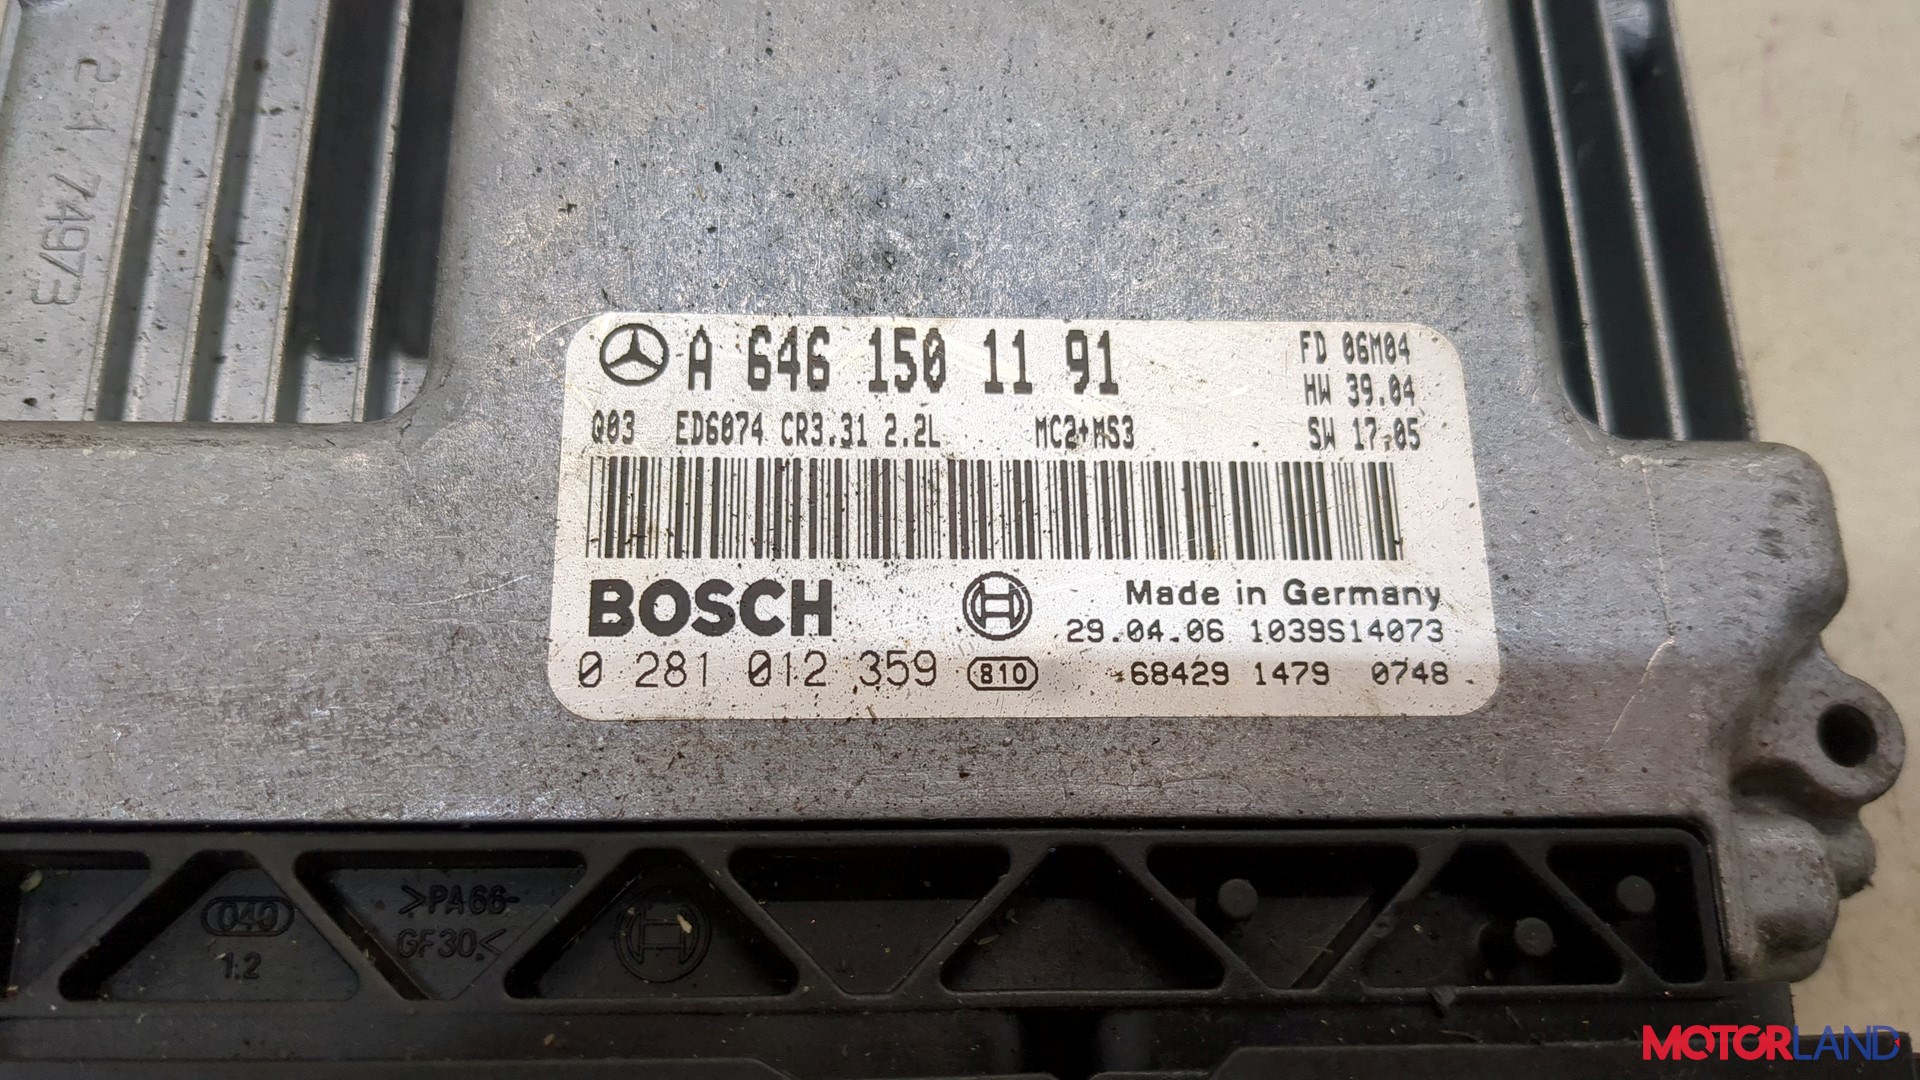 211 74973
A 646 150 11 91
FD 06M04
HW 39.04
Q03 ED6074 CR3.31 2.2L MC2+MS3
SW 17.05
BOSCH
Made in Germany
29.04.06 1039S14073
0 281 012 359 810
68429 1479 0748
040
1:2
>PA66-
GF30<
MOTORLAND